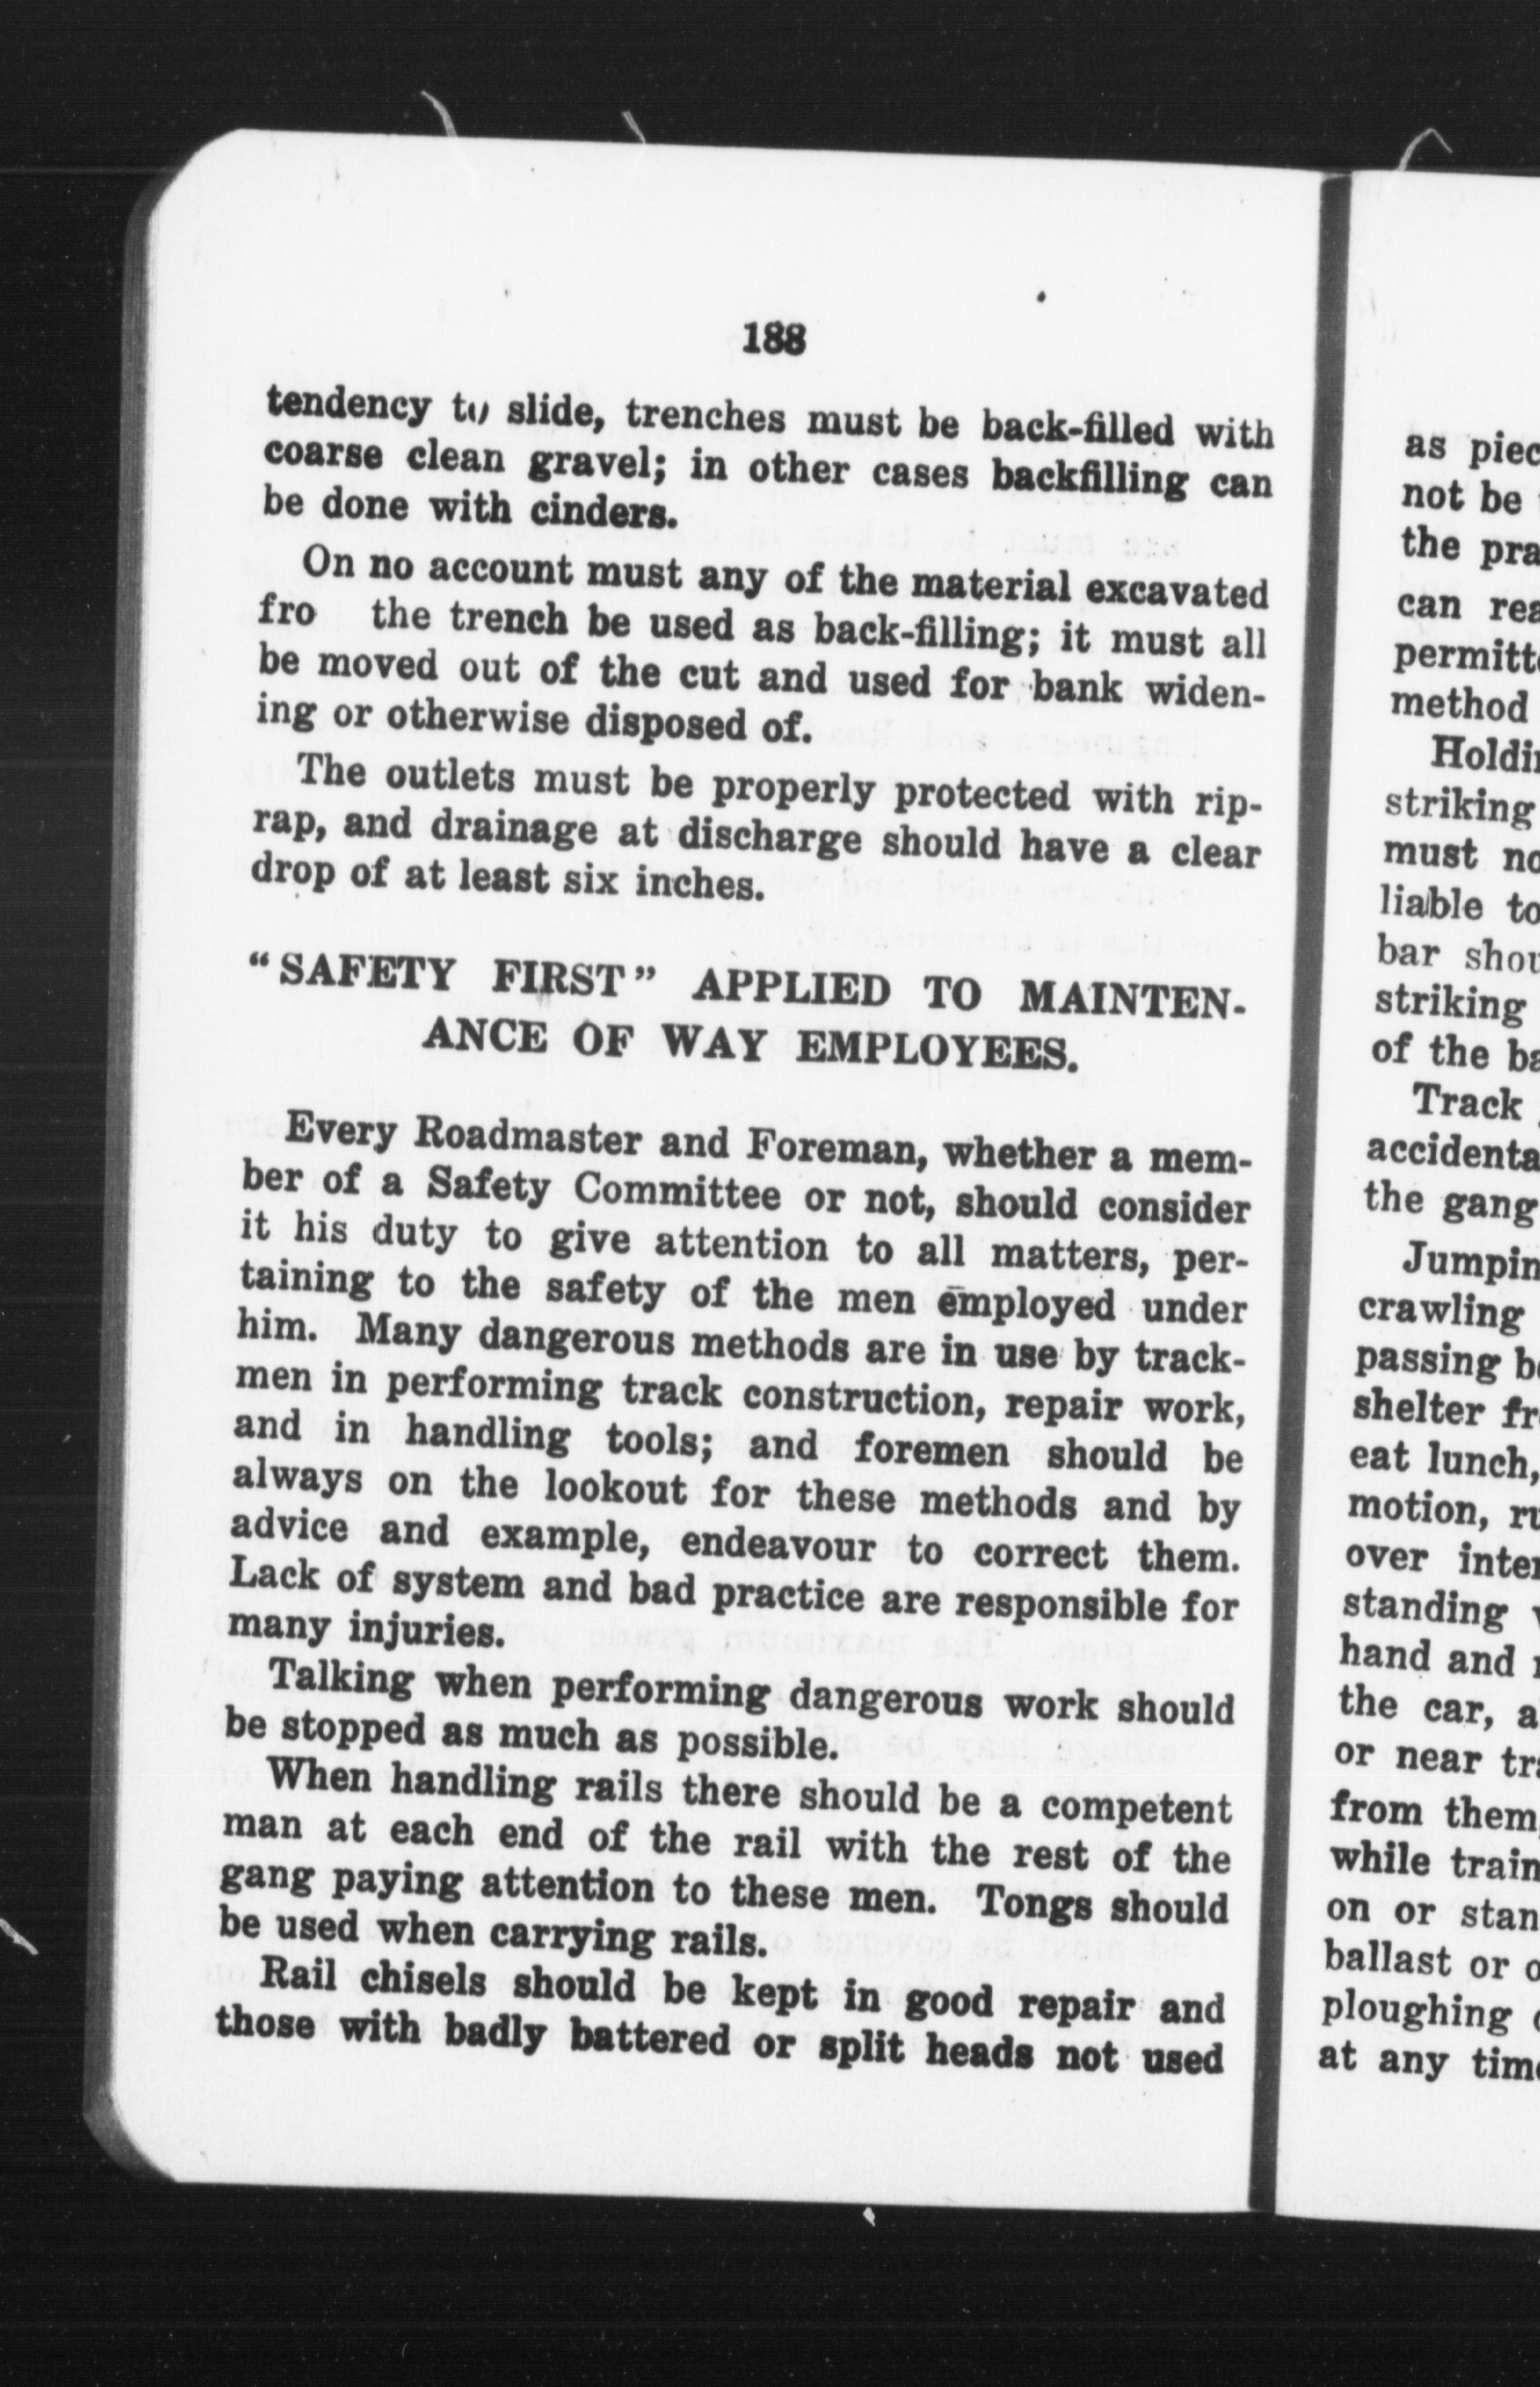 188
tendency to slide, trenches must be back-filled with
coarse clean gravel; in other cases backfilling can
be done with cinders.
On no account must any of the material excavated
fro the trench be used as back-filling; it must all
be moved out of the cut and used for bank widen-
ing or otherwise disposed of.
The outlets must be properly protected with rip-
rap, and drainage at discharge should have a clear
drop of at least six inches.
"SAFETY FIRST" APPLIED TO MAINTEN-
ANCE OF WAY EMPLOYEES.
Every Roadmaster and Foreman, whether a mem-
ber of a Safety Committee or not, should consider
it his duty to give attention to all matters, per-
taining to the safety of the men employed under
him. Many dangerous methods are in use by track-
men in performing track construction, repair work,
and in handling tools; and foremen should be
always on the lookout for these methods and by
advice and example, endeavour to correct them.
Lack of system and bad practice are responsible for
many injuries.
Talking when performing dangerous work should
be stopped as much as possible.
When handling rails there should be a competent
man at each end of the rail with the rest of the
gang paying attention to these men. Tongs should
be used when carrying rails.
Rail chisels should be kept in good repair and
those with badly battered or split heads not used
as piec
not be
the pra
can rea
permitt
method
Holdi
striking
must no
liable to
bar shou
striking
of the ba
Track
accidenta
the gang
Jumpin
crawling
passing b
shelter fr
eat lunch,
motion, ru
over inter
standing
hand and
the car, a
or near tra
from them
while train
on or stan
ballast or o
ploughing
at any tim